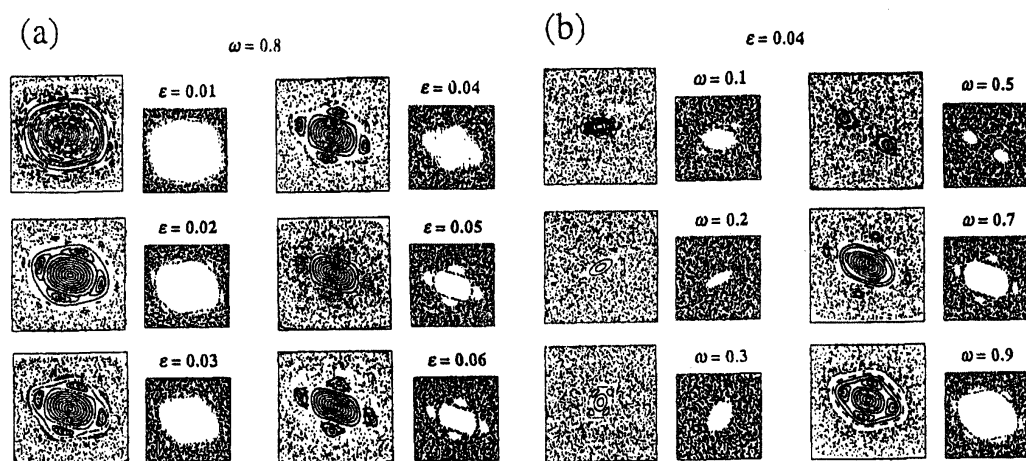 (a)
ω = 0.8
ε = 0.01
ε = 0.04
ε = 0.02
ε = 0.05
ε = 0.03
ε = 0.06
(b)
ε = 0.04
ω = 0.1
ω = 0.5
ω = 0.2
ω = 0.7
ω = 0.3
ω = 0.9